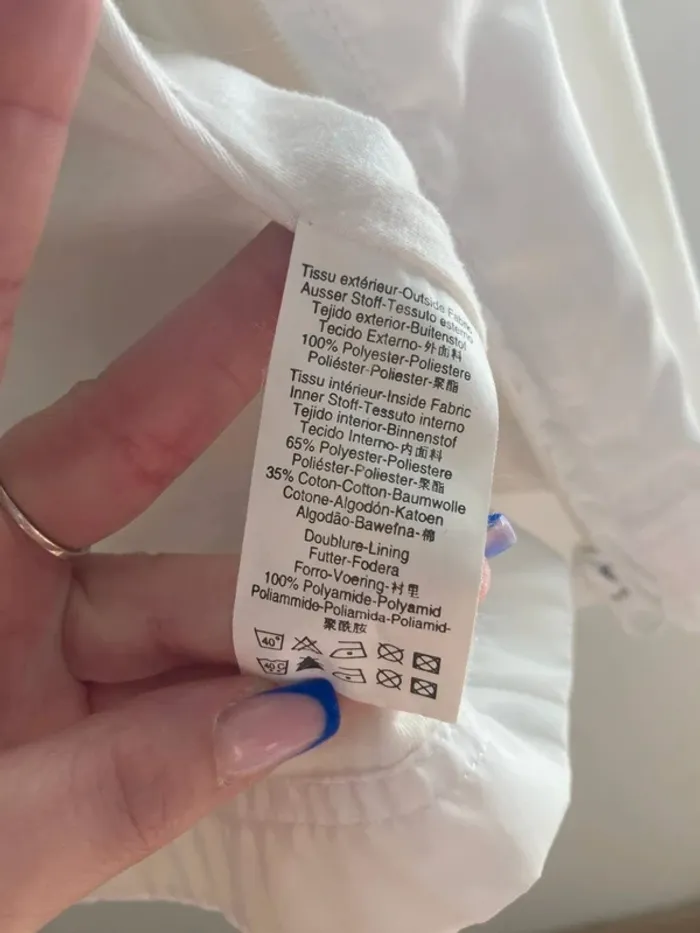 Tissu extérieur-Outside Fabric
Ausser Stoff-Tessuto esterno
Tejido exterior-Buitenstof
Tecido Externo-外面料
100% Polyester-Poliestere
Poliéster-Poliester-聚酯
Tissu intérieur-Inside Fabric
Inner Stoff-Tessuto interno
Tejido interior-Binnenstof
Tecido Interno-内面料
65% Polyester-Poliestere
Poliéster-Poliester-聚酯
35% Coton-Cotton-Baumwolle
Cotone-Algodón-Katoen
Algodão-Bawefna-棉
Doublure-Lining
Futter-Fodera
Forro-Voering-衬里
100% Polyamide-Polyamid
Poliammide-Poliamida-Poliamid-
聚酰胺
40°
40 C